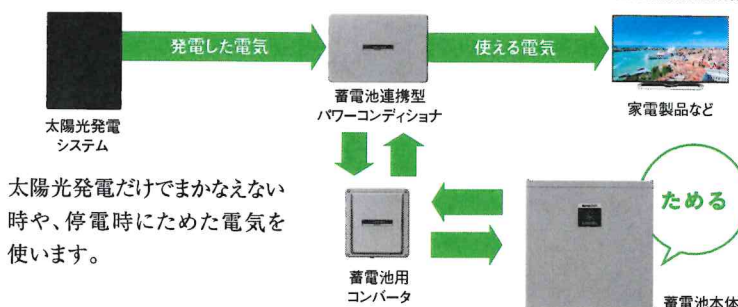 発電した電気
使える電気
太陽光発電
システム
蓄電池連携型
パワーコンディショナ
家電製品など
太陽光発電だけでまかなえない
時や、停電時にためた電気を
使います。
ためる
蓄電池用
コンバータ
蓄電池本体